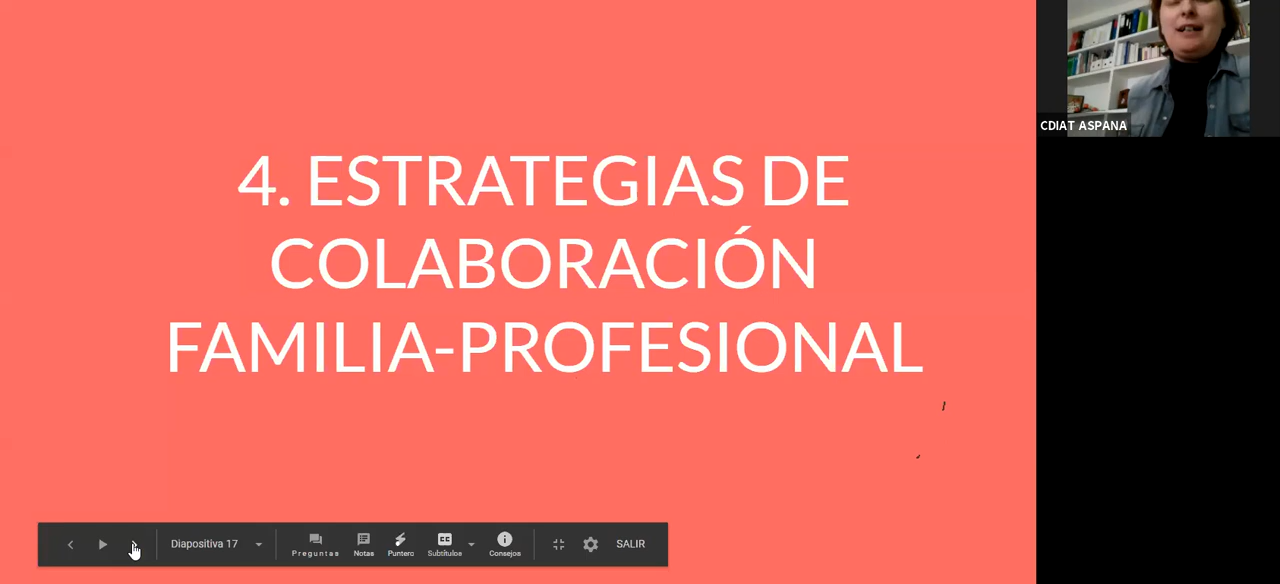 4. ESTRATEGIAS DE
COLABORACIÓN
FAMILIA-PROFESIONAL
CDIAT ASPANA
Diapositiva 17
Preguntas
Notas
Puntero
Subtítulos
Consejos
SALIR